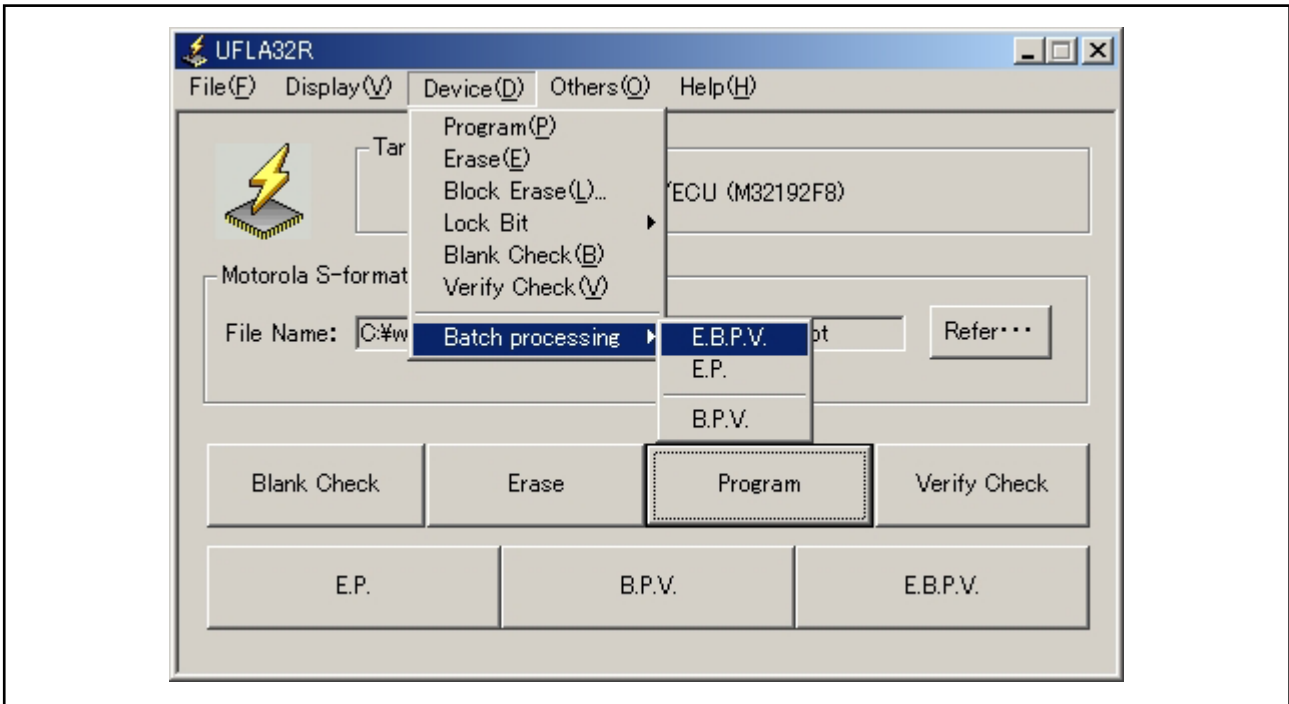 UFLA32R
File(F) Display(V) Device(D) Others(O) Help(H)
Program(P)
Erase(E)
Block Erase(L)...
Lock Bit
Blank Check(B)
Verify Check(V)
Batch processing
E.B.P.V.
E.P.
B.P.V.
Tar
ECU (M32192F8)
Motorola S-format
File Name: C:¥w
Refer･･･
Blank Check Erase Program Verify Check
E.P. B.P.V. E.B.P.V.